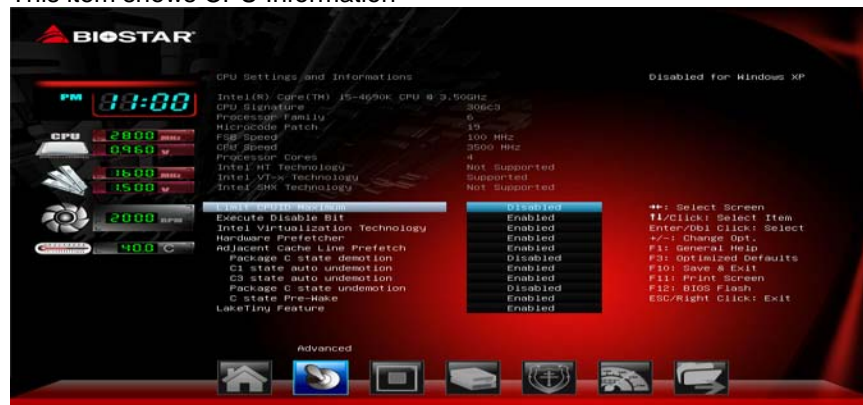 This item shows CPU Information
BIOSTAR
CPU Settings and Informations
Disabled for Windows XP
PM 11:00
Intel(R) Core(TM) i5-4690K CPU @ 3.50GHz
CPU Signature 306c3
Processor Family 6
Microcode Patch 19
FSB Speed 100 MHz
CPU Speed 3500 MHz
Processor Cores 4
Intel HT Technology Not Supported
Intel VT-x Technology Supported
Intel SMX Technology Not Supported
CPU 2800 MHz
0.960 V
1600 MHz
1.500 V
2000 RPM
40.0 C
Limit CPUID Maximum Disabled
Execute Disable Bit Enabled
Intel Virtualization Technology Enabled
Hardware Prefetcher Enabled
Adjacent Cache Line Prefetch Enabled
Package C state demotion Disabled
C1 state auto undemotion Enabled
C3 state auto undemotion Enabled
Package C state undemotion Disabled
C state Pre-Wake Enabled
LakeTiny Feature Enabled
→←: Select Screen
↑↓/Click: Select Item
Enter/Dbl Click: Select
+/-: Change Opt.
F1: General Help
F3: Optimized Defaults
F10: Save & Exit
F11: Print Screen
F12: BIOS Flash
ESC/Right Click: Exit
Advanced